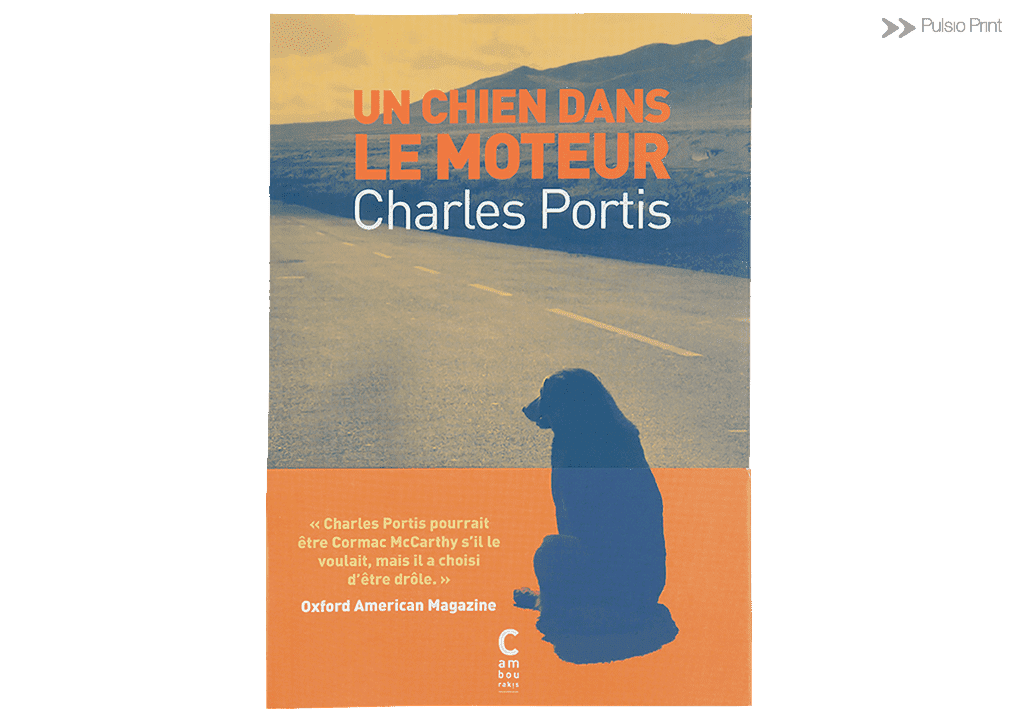 Pulsio Print
UN CHIEN DANS
LE MOTEUR
Charles Portis
« Charles Portis pourrait
être Cormac McCarthy s’il le
voulait, mais il a choisi
d’être drôle. »
Oxford American Magazine
C
am
bou
rakis